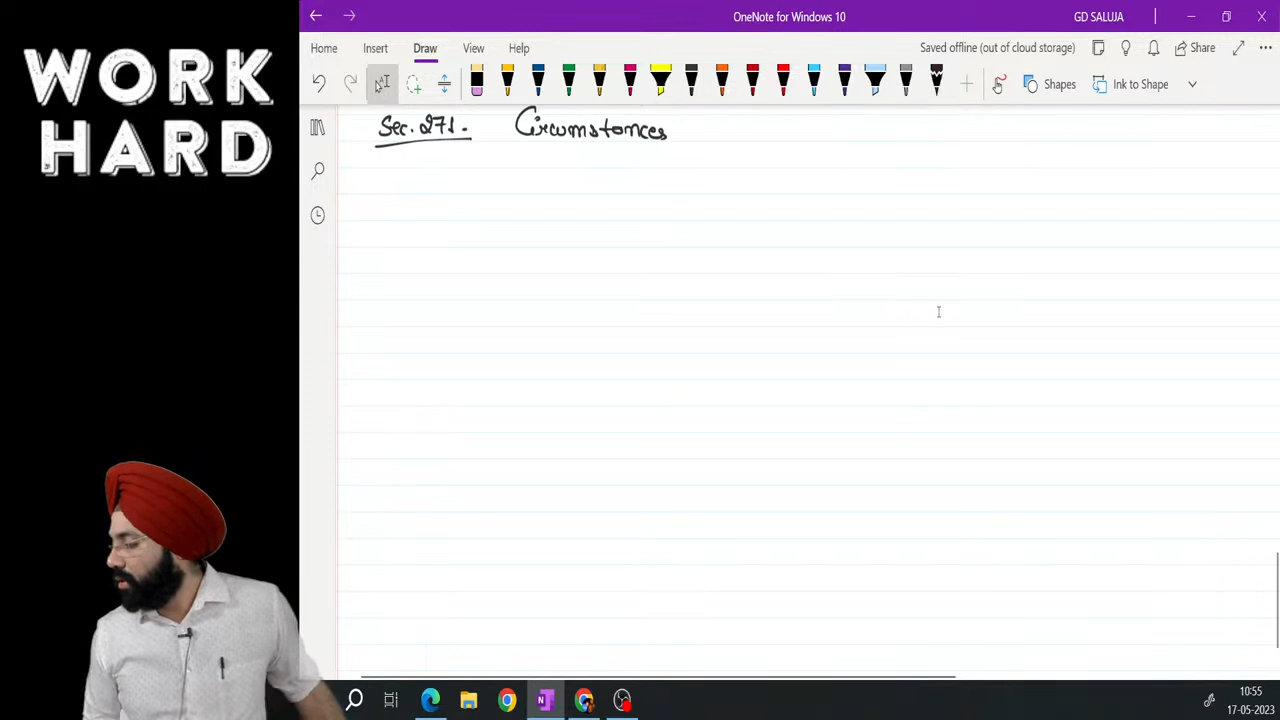 WORK
HARD
OneNote for Windows 10
GD SALUJA
Home Insert Draw View Help
Saved offline (out of cloud storage)
Share
Shapes
Ink to Shape
Sec. 271. Circumstances
10:55
17-05-2023